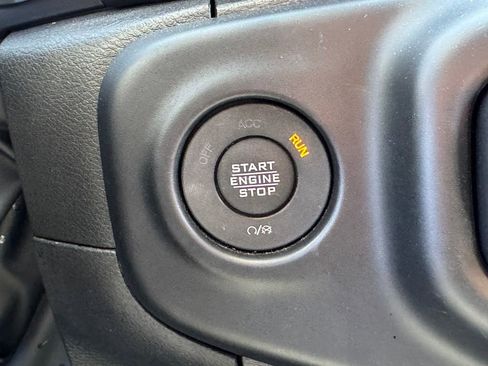 ACC
OFF
RUN
START
ENGINE
STOP